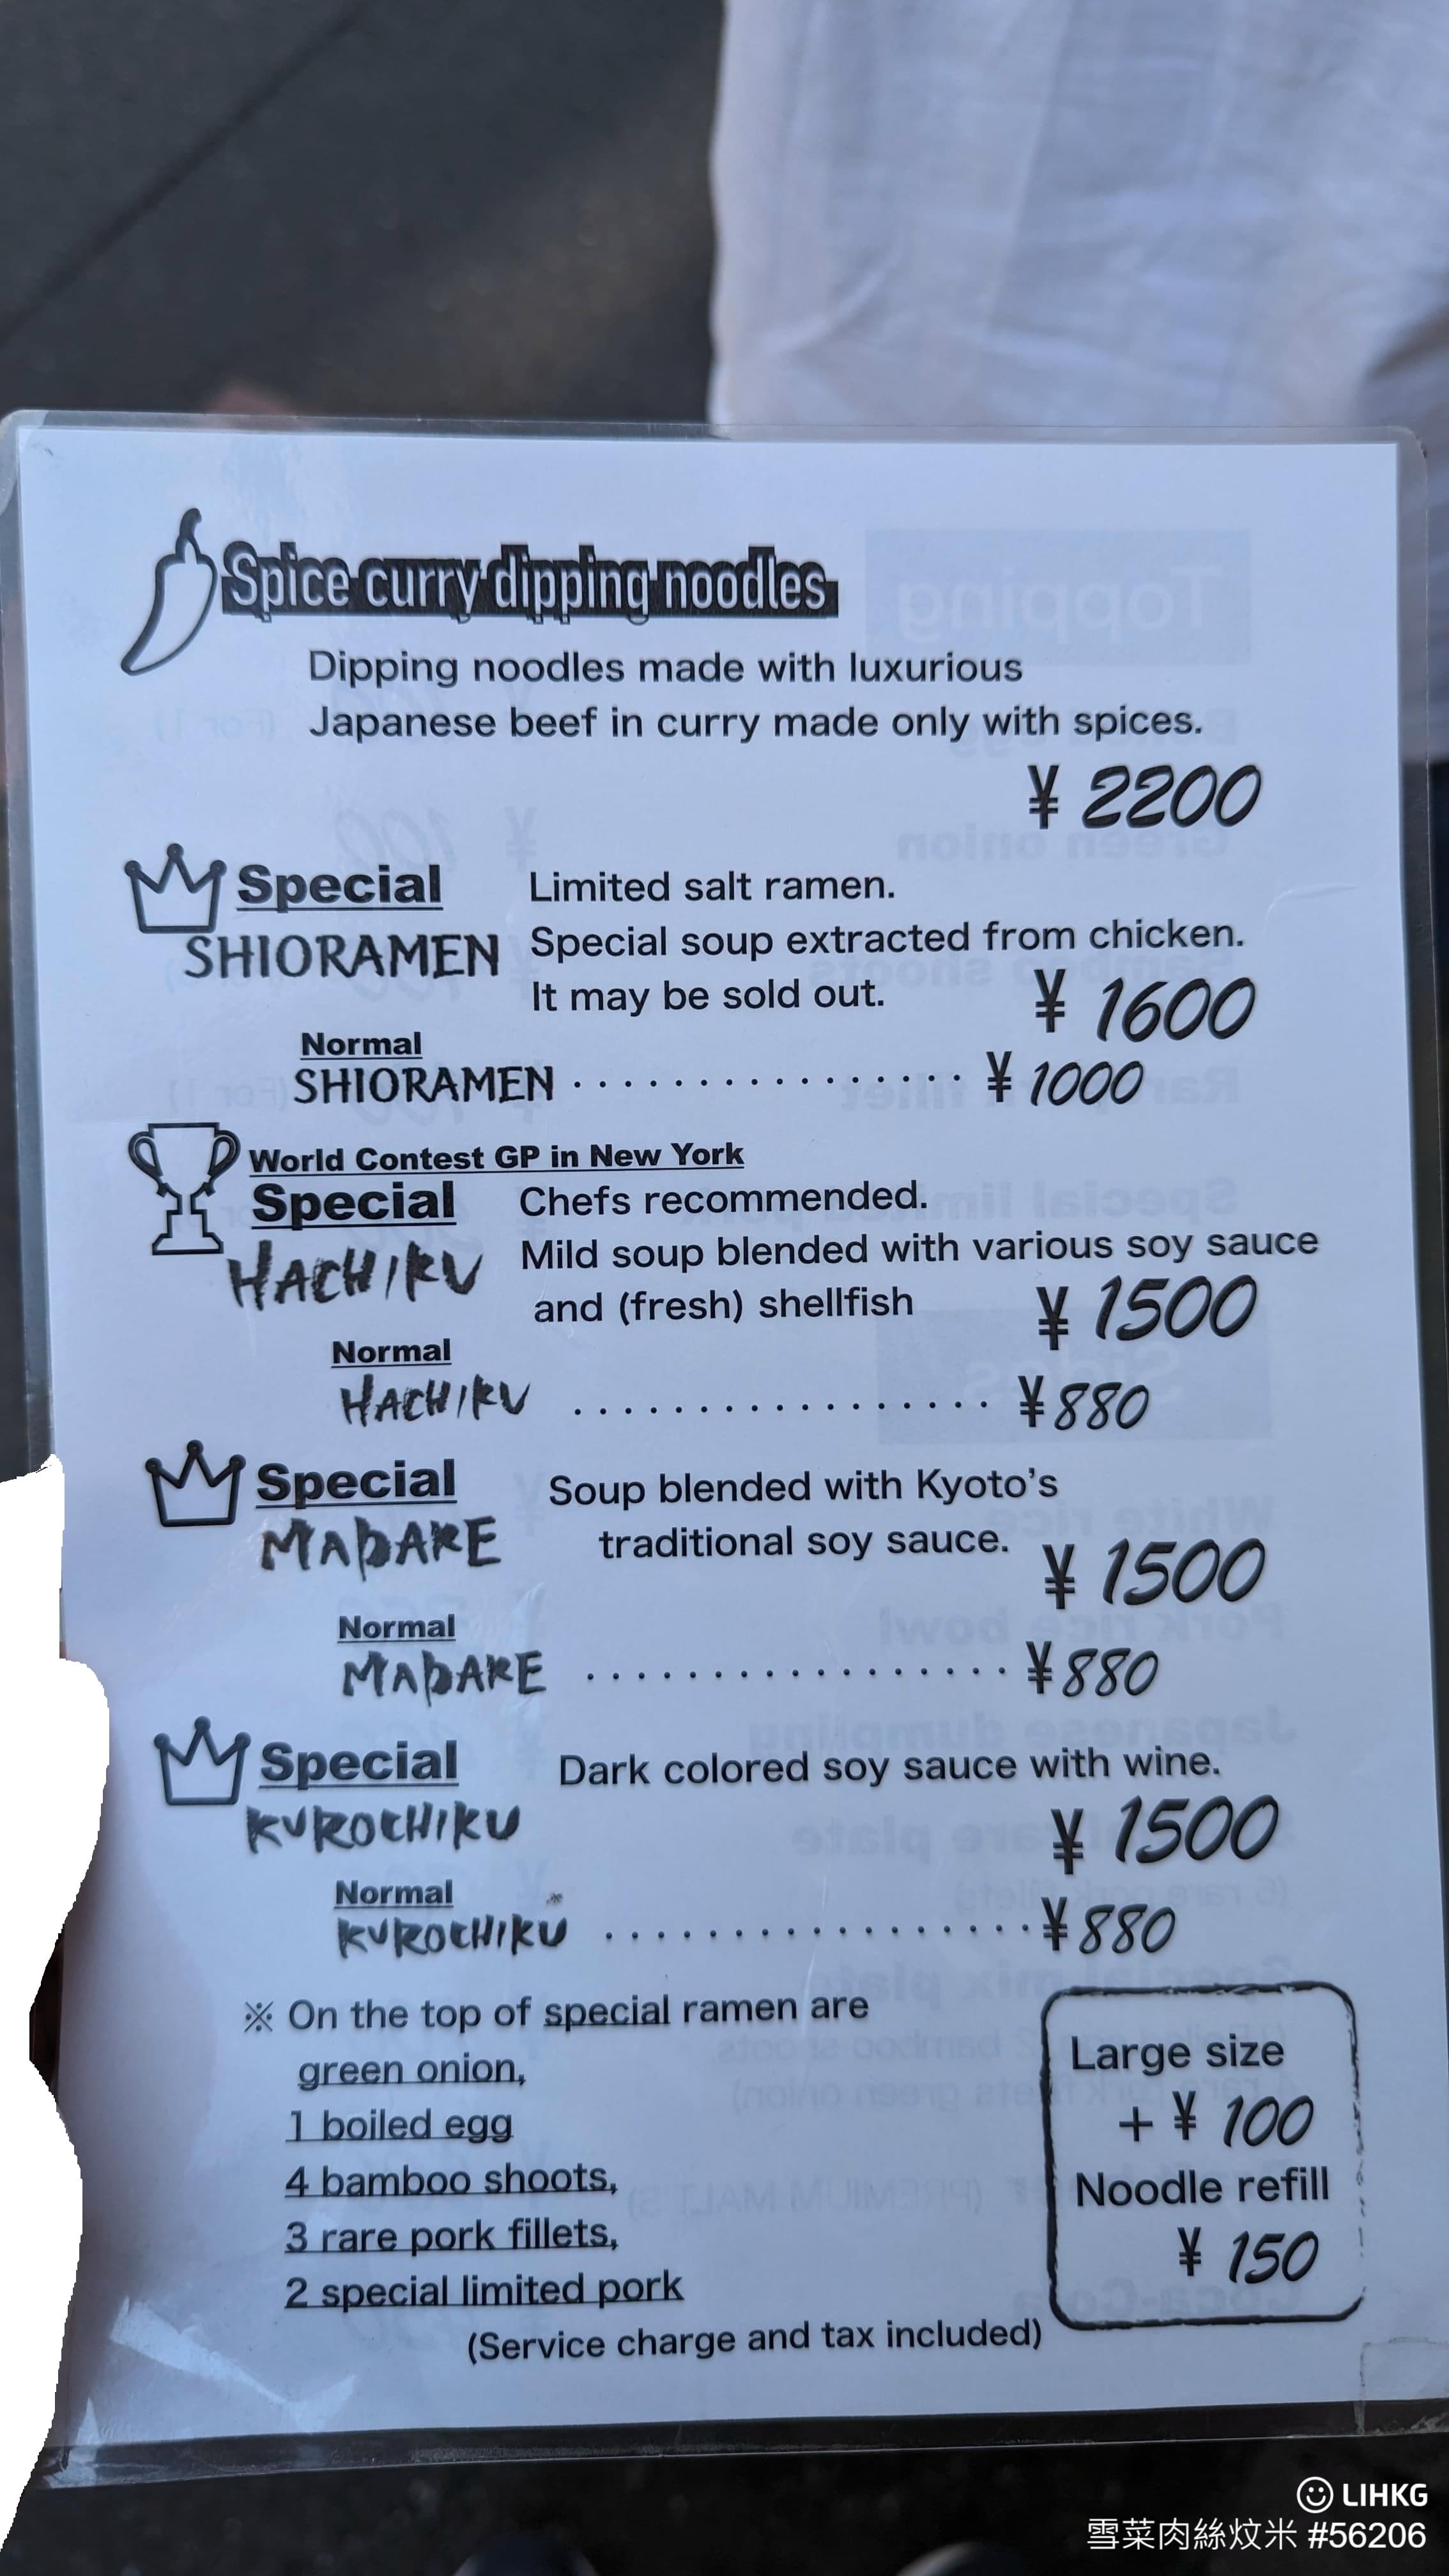 Spice curry dipping noodles
Dipping noodles made with luxurious
Japanese beef in curry made only with spices.
¥ 2200
Special
SHIORAMEN
Limited salt ramen.
Special soup extracted from chicken.
It may be sold out.
¥ 1600
Normal
SHIORAMEN ················ ¥ 1000
World Contest GP in New York
Special
HACHIKU
Chefs recommended.
Mild soup blended with various soy sauce
and (fresh) shellfish
¥ 1500
Normal
HACHIKU ················· ¥880
Special
MADAKE
Soup blended with Kyoto's
traditional soy sauce.
¥ 1500
Normal
MADAKE ················· ¥880
Special
KUROCHIKU
Dark colored soy sauce with wine.
¥ 1500
Normal
KUROCHIKU ················· ¥880
※ On the top of special ramen are
green onion,
1 boiled egg
4 bamboo shoots,
3 rare pork fillets,
2 special limited pork
(Service charge and tax included)
Large size
+ ¥ 100
Noodle refill
¥ 150
LIHKG
雪菜肉絲炆米 #56206